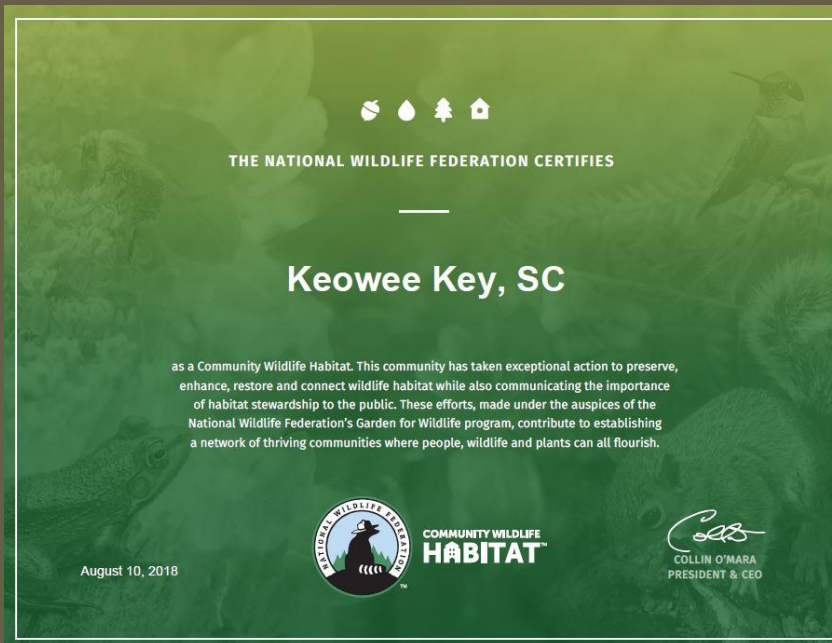 THE NATIONAL WILDLIFE FEDERATION CERTIFIES
Keowee Key, SC
as a Community Wildlife Habitat. This community has taken exceptional action to preserve,
enhance, restore and connect wildlife habitat while also communicating the importance
of habitat stewardship to the public. These efforts, made under the auspices of the
National Wildlife Federation's Garden for Wildlife program, contribute to establishing
a network of thriving communities where people, wildlife and plants can all flourish.
NATIONAL WILDLIFE FEDERATION
TM
COMMUNITY WILDLIFE
HABITAT™
August 10, 2018
COLLIN O'MARA
PRESIDENT & CEO